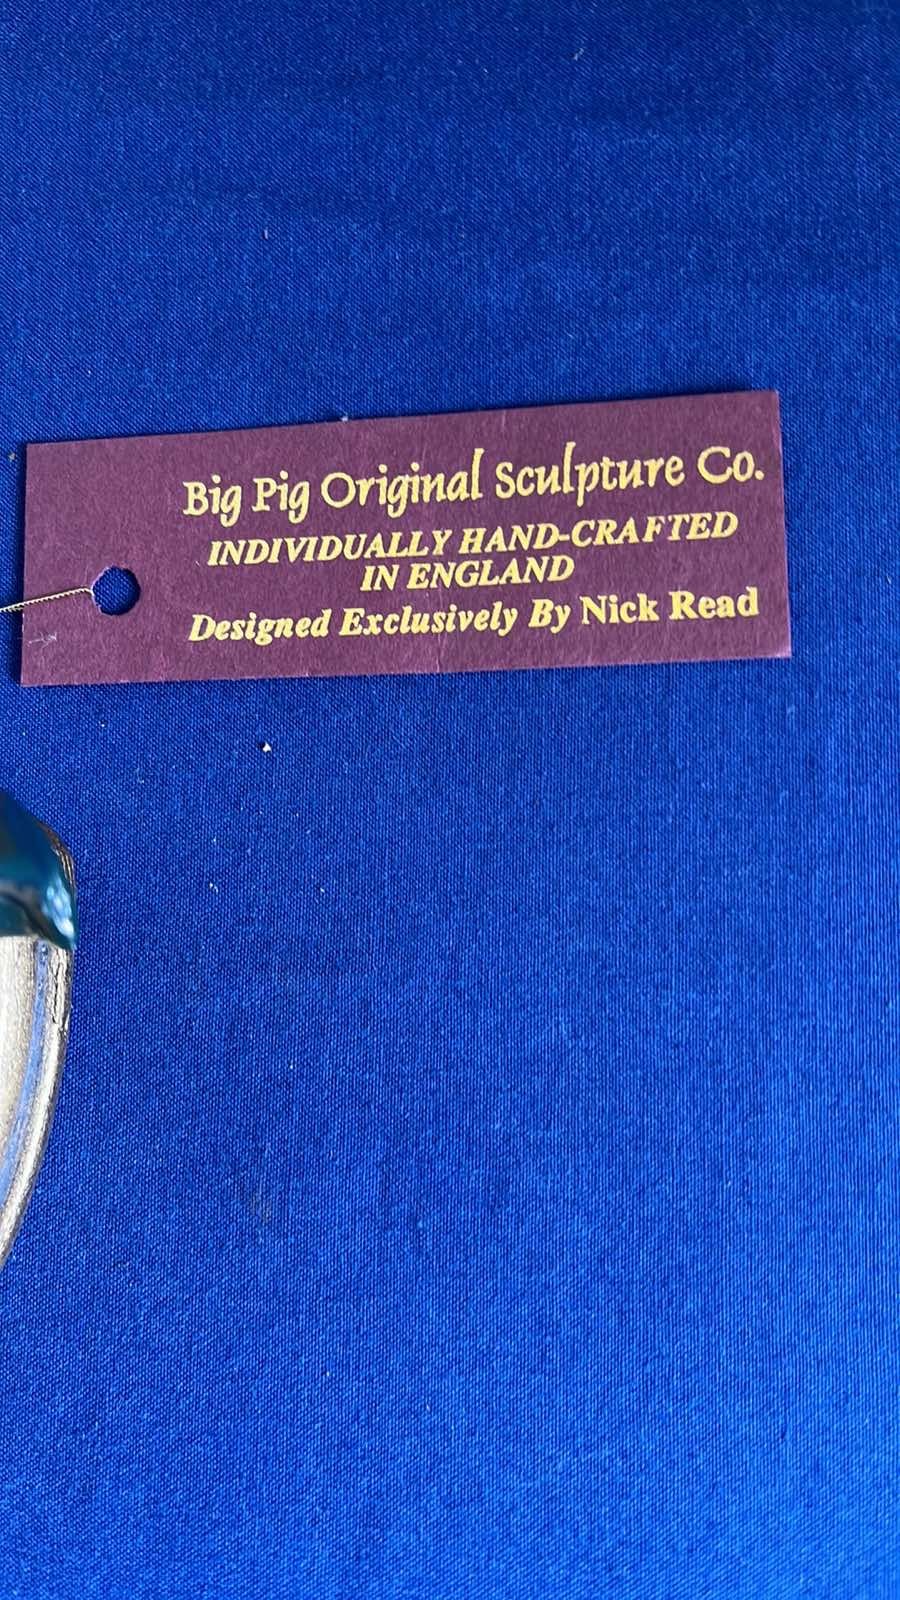 Big Pig Original Sculpture Co.
INDIVIDUALLY HAND-CRAFTED
IN ENGLAND
Designed Exclusively By Nick Read